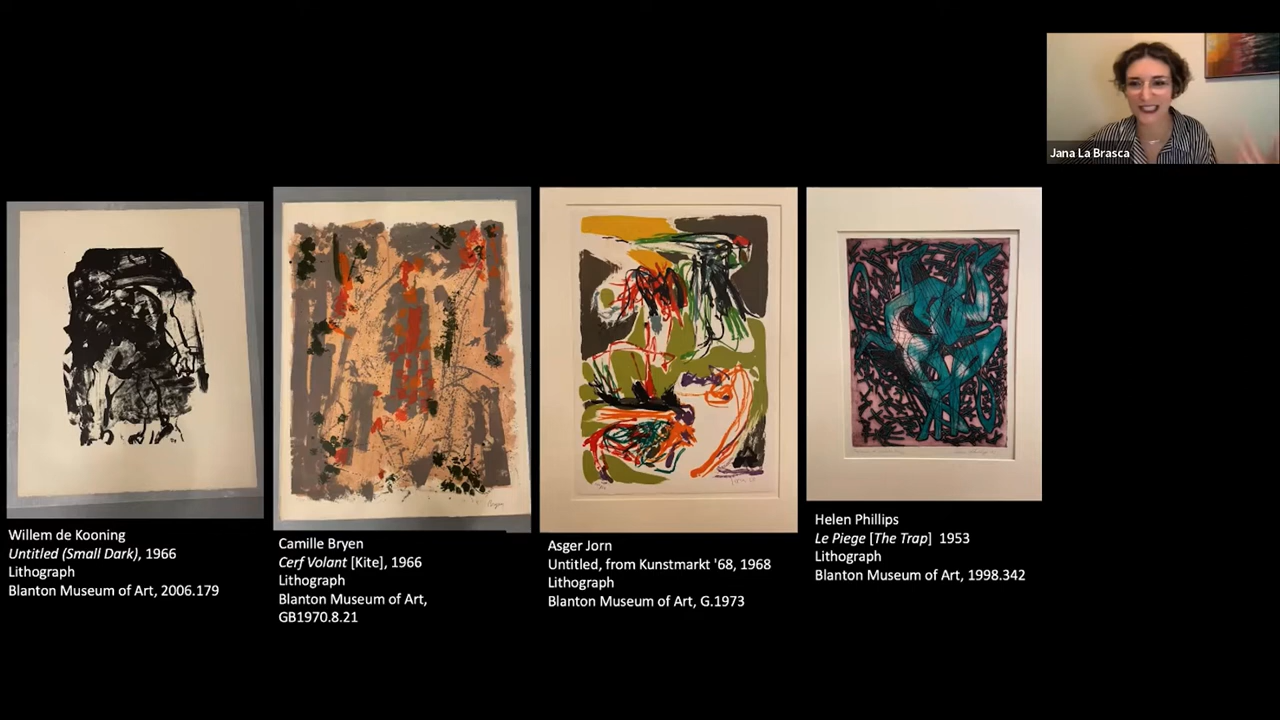 Jana La Brasca
Willem de Kooning
Untitled (Small Dark), 1966
Lithograph
Blanton Museum of Art, 2006.179
Camille Bryen
Cerf Volant [Kite], 1966
Lithograph
Blanton Museum of Art,
GB1970.8.21
Asger Jorn
Untitled, from Kunstmarkt '68, 1968
Lithograph
Blanton Museum of Art, G.1973
Helen Phillips
Le Piege [The Trap]  1953
Lithograph
Blanton Museum of Art, 1998.342